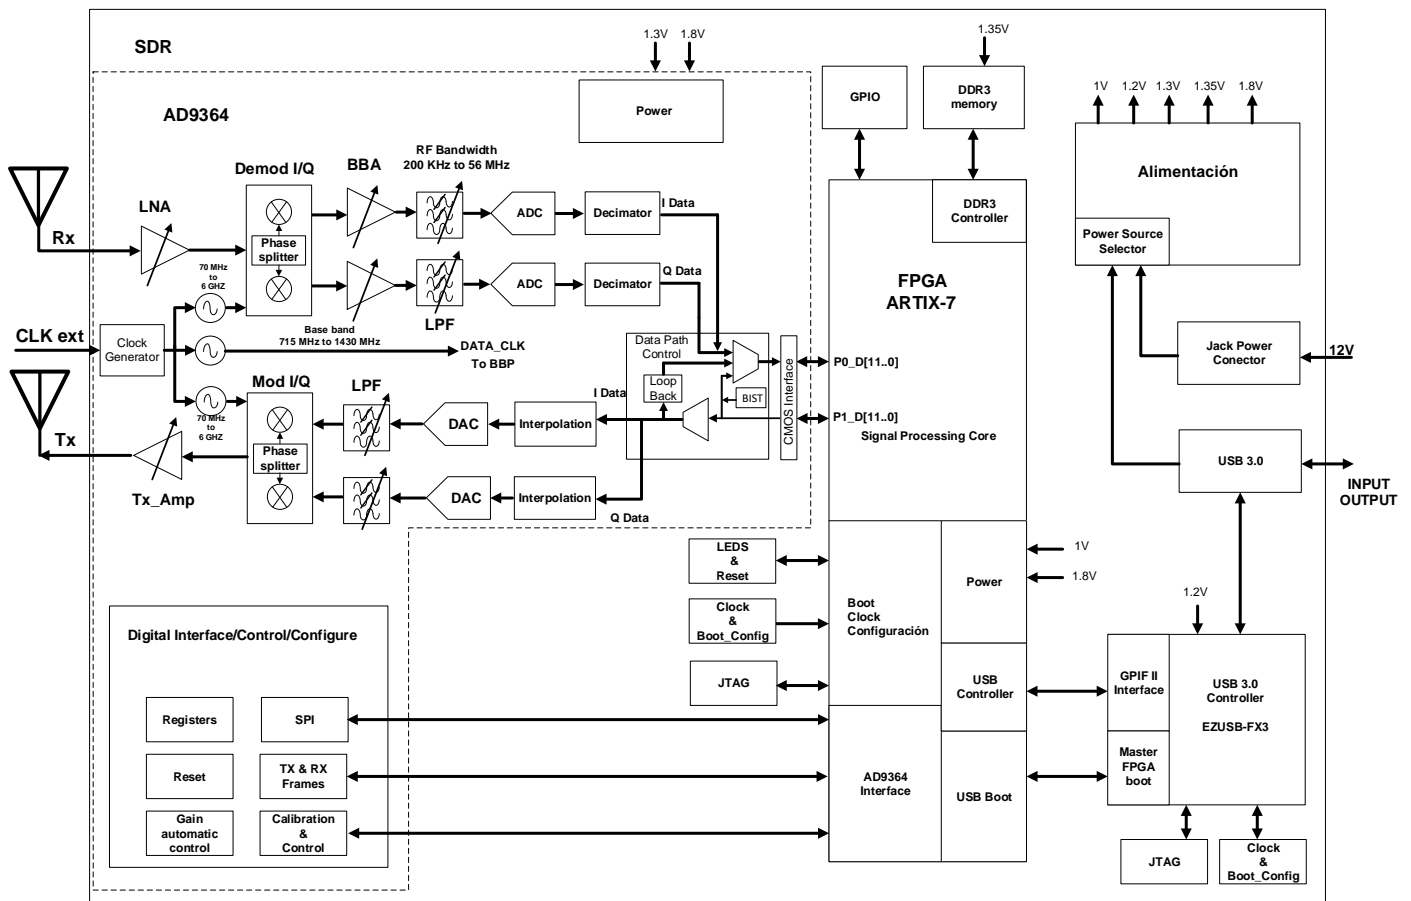 SDR
1.3V
1.8V
1.35V
Power
GPIO
DDR3
memory
1V
1.2V
1.3V
1.35V
1.8V
Alimentación
Power Source
Selector
AD9364
Demod I/Q
BBA
RF Bandwidth
200 KHz to 56 MHz
LNA
Rx
Phase
splitter
ADC
Decimator
I Data
DDR3
Controller
70 MHz
to
6 GHZ
ADC
Decimator
Q Data
FPGA
ARTIX-7
LPF
CLK ext
Clock
Generator
Base band
715 MHz to 1430 MHz
DATA_CLK
To BBP
Data Path
Control
Loop
Back
BIST
CMOS Interface
P0_D[11..0]
P1_D[11..0]
Signal Processing Core
Jack Power
Conector
12V
Mod I/Q
LPF
I Data
70 MHz
to
6 GHZ
Tx
Phase
splitter
DAC
Interpolation
Tx_Amp
DAC
Interpolation
Q Data
USB 3.0
INPUT
OUTPUT
LEDS
&
Reset
1V
1.8V
Power
Clock
&
Boot_Config
Boot
Clock
Configuración
JTAG
USB
Controller
1.2V
GPIF II
Interface
USB 3.0
Controller
EZUSB-FX3
Master
FPGA
boot
Digital Interface/Control/Configure
Registers
SPI
Reset
TX & RX
Frames
Gain
automatic
control
Calibration
&
Control
AD9364
Interface
USB Boot
JTAG
Clock
&
Boot_Config